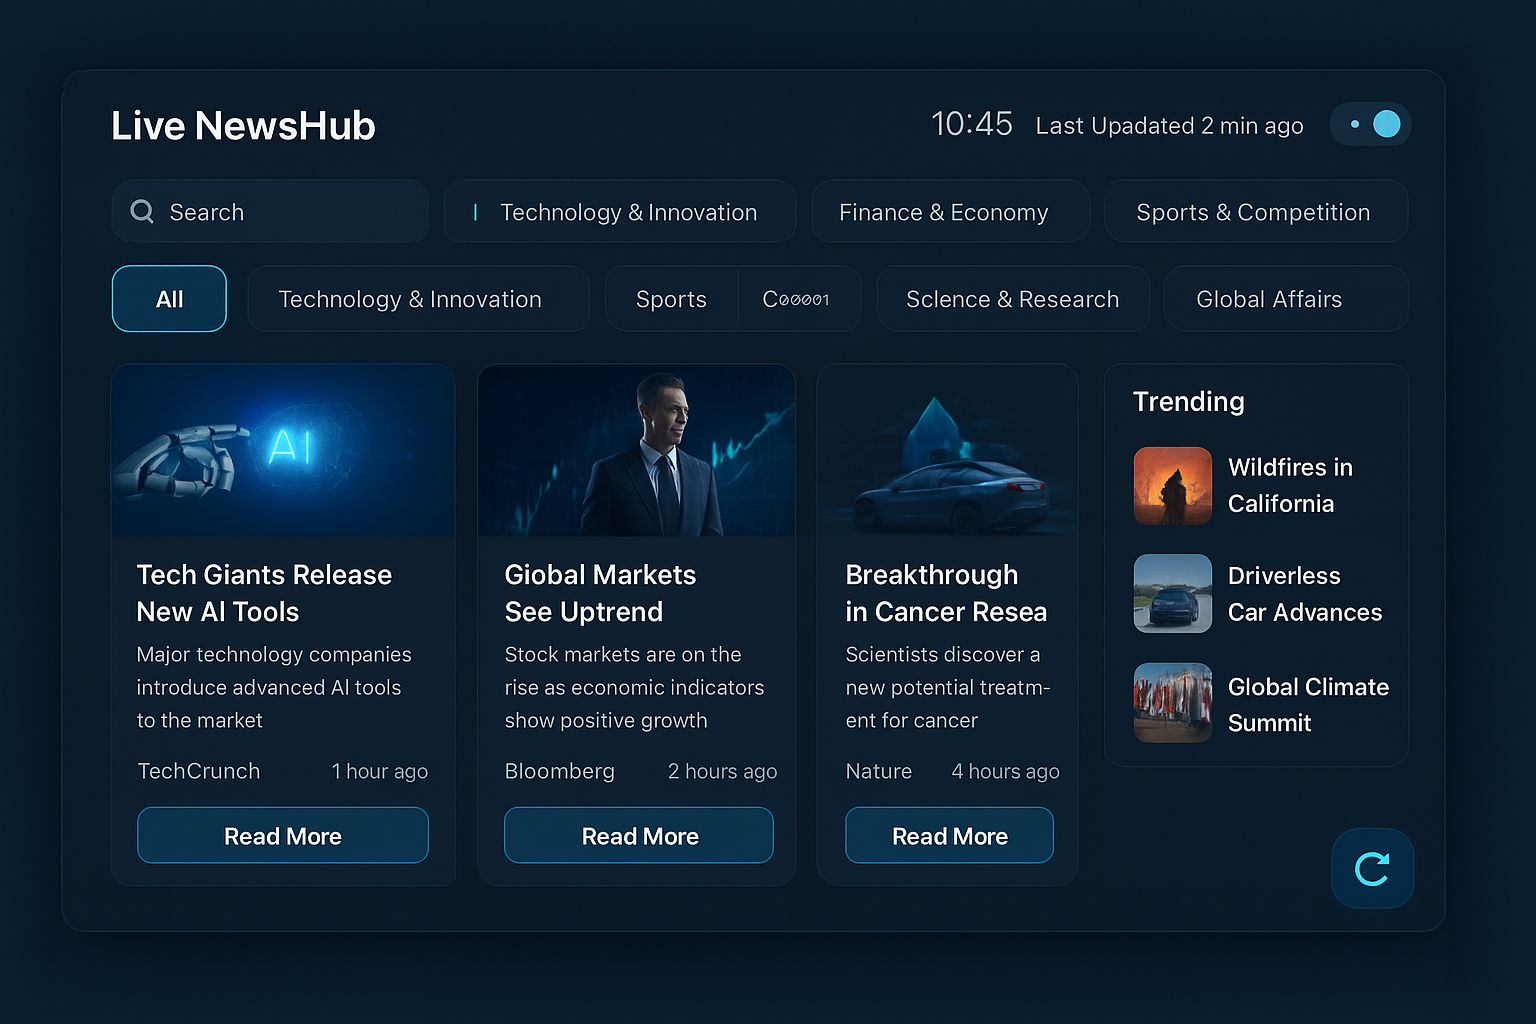 Live NewsHub
10:45 Last Upadated 2 min ago
Search
Technology & Innovation
Finance & Economy
Sports & Competition
All
Technology & Innovation
Sports
C00001
Sclence & Research
Global Affairs
AI
Tech Giants Release
New AI Tools
Major technology companies
introduce advanced AI tools
to the market
TechCrunch 1 hour ago
Read More
Giobal Markets
See Uptrend
Stock markets are on the
rise as economic indicators
show positive growth
Bloomberg 2 hours ago
Read More
Breakthrough
in Cancer Resea
Scientists discover a
new potential treatm-
ent for cancer
Nature 4 hours ago
Read More
Trending
Wildfires in
California
Driverless
Car Advances
Global Climate
Summit